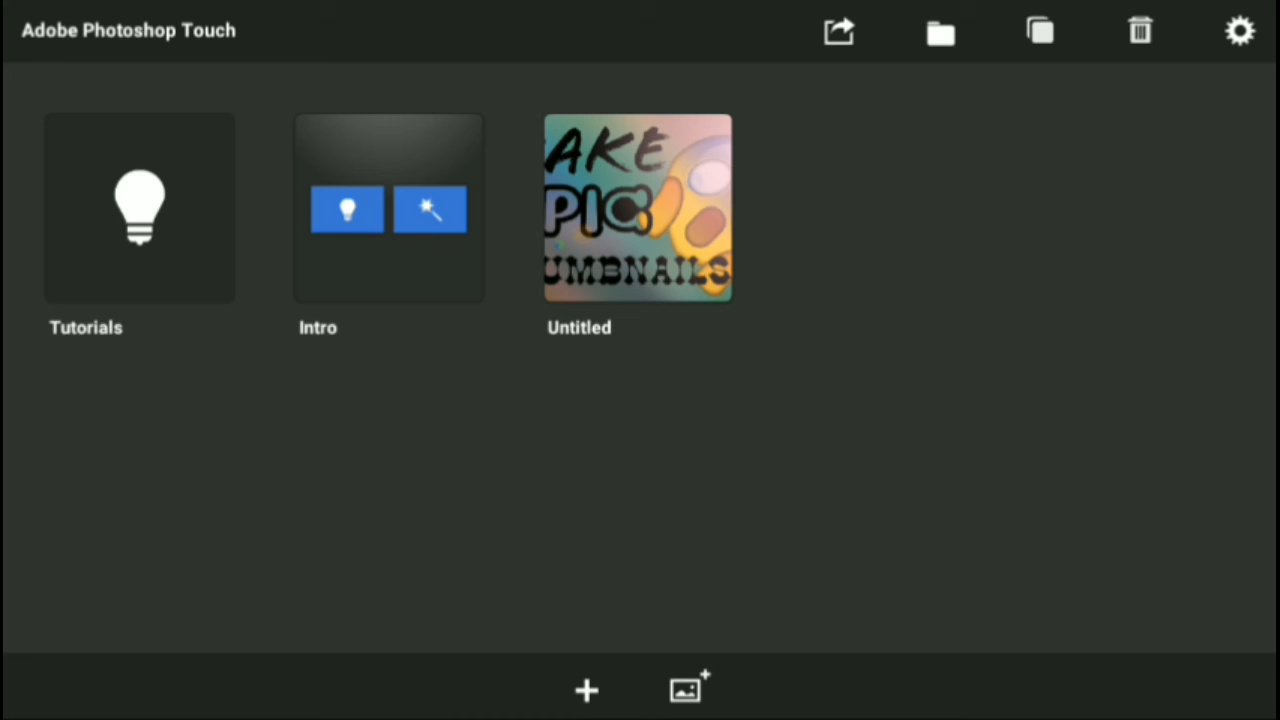 Adobe Photoshop Touch
AKE
PIC
UMBNAILS
Tutorials
Intro
Untitled